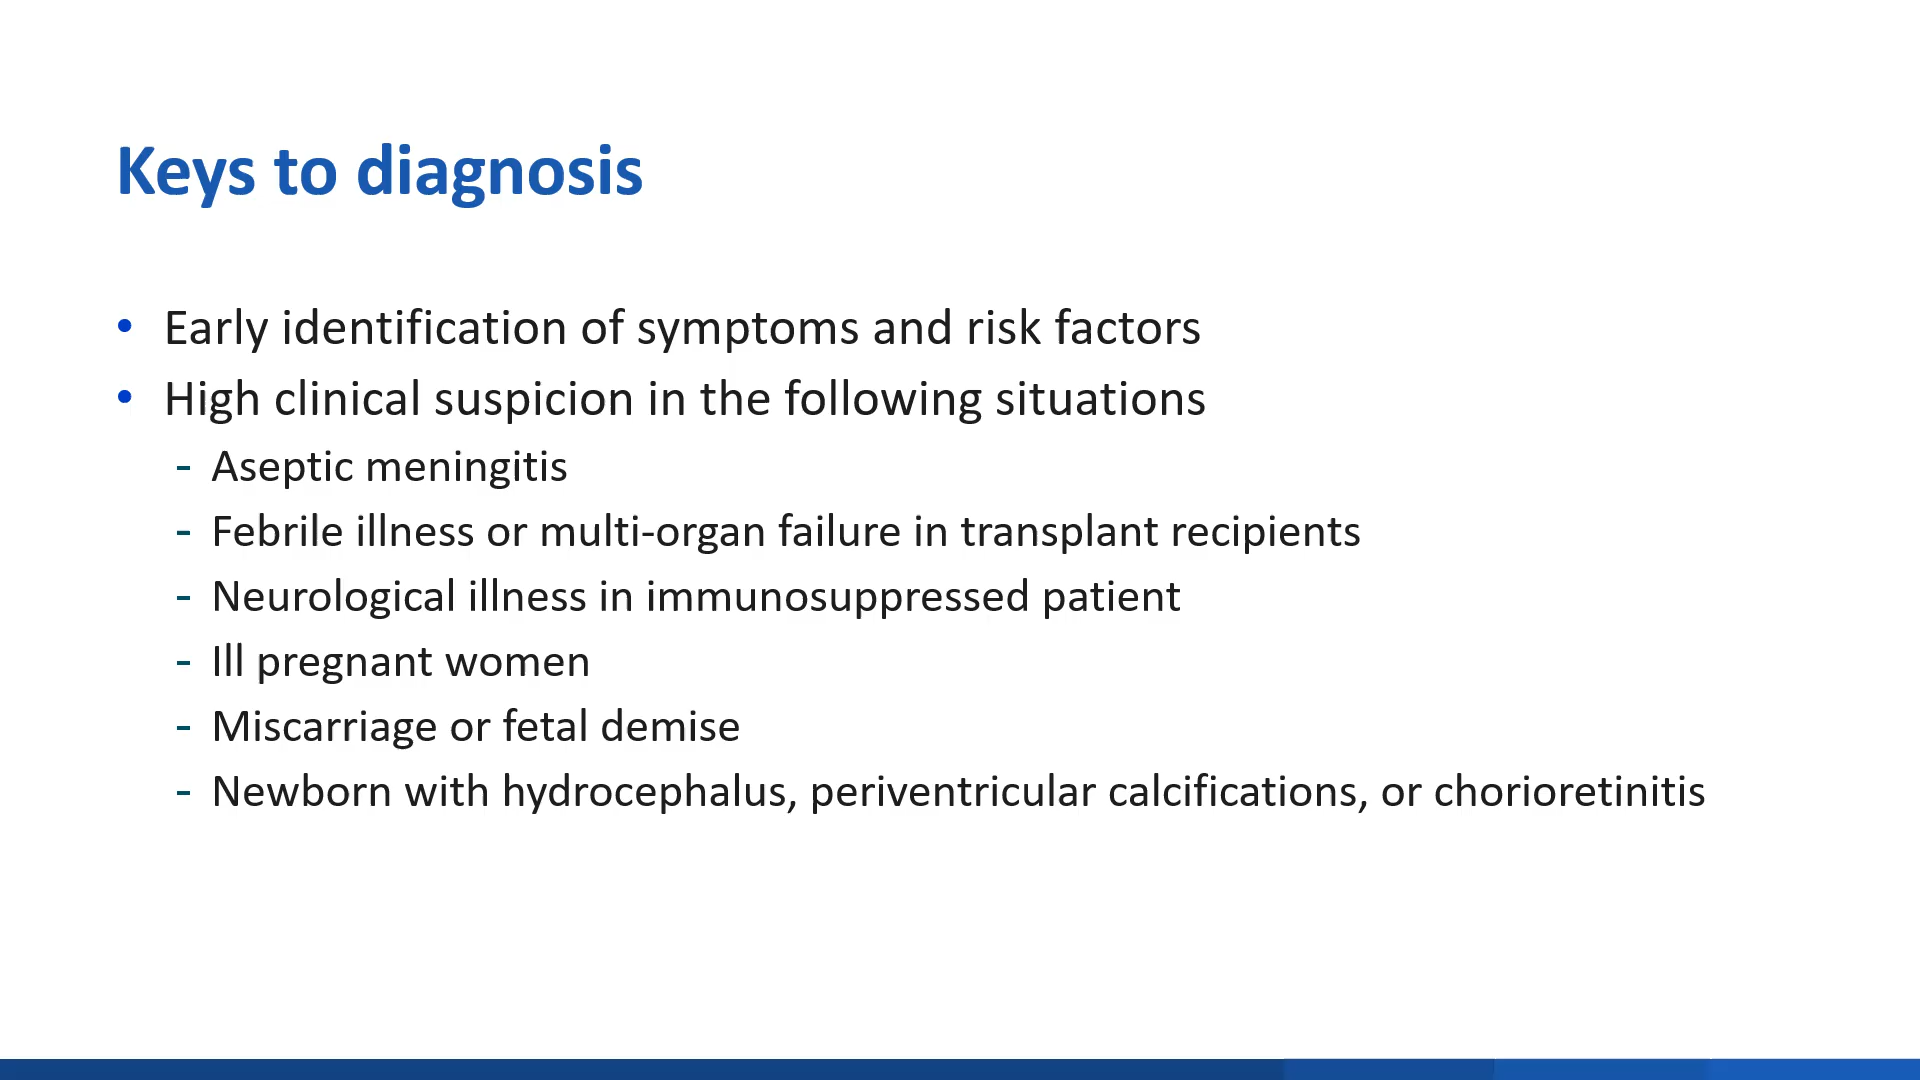 Keys to diagnosis
• Early identification of symptoms and risk factors
• High clinical suspicion in the following situations
- Aseptic meningitis
- Febrile illness or multi-organ failure in transplant recipients
- Neurological illness in immunosuppressed patient
- Ill pregnant women
- Miscarriage or fetal demise
- Newborn with hydrocephalus, periventricular calcifications, or chorioretinitis